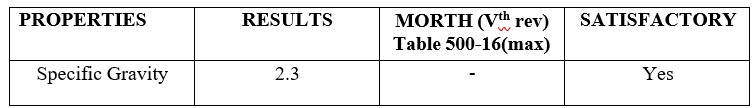 PROPERTIES RESULTS MORTH (Vth rev) SATISFACTORY
Table 500-16(max)
Specific Gravity 2.3 - Yes